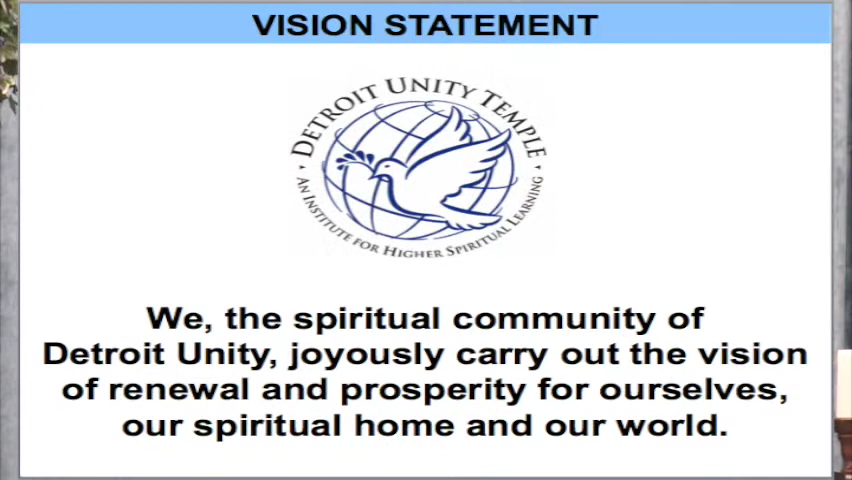 VISION STATEMENT
DETROIT UNITY TEMPLE
AN INSTITUTE FOR HIGHER SPIRITUAL LEARNING
We, the spiritual community of
Detroit Unity, joyously carry out the vision
of renewal and prosperity for ourselves,
our spiritual home and our world.